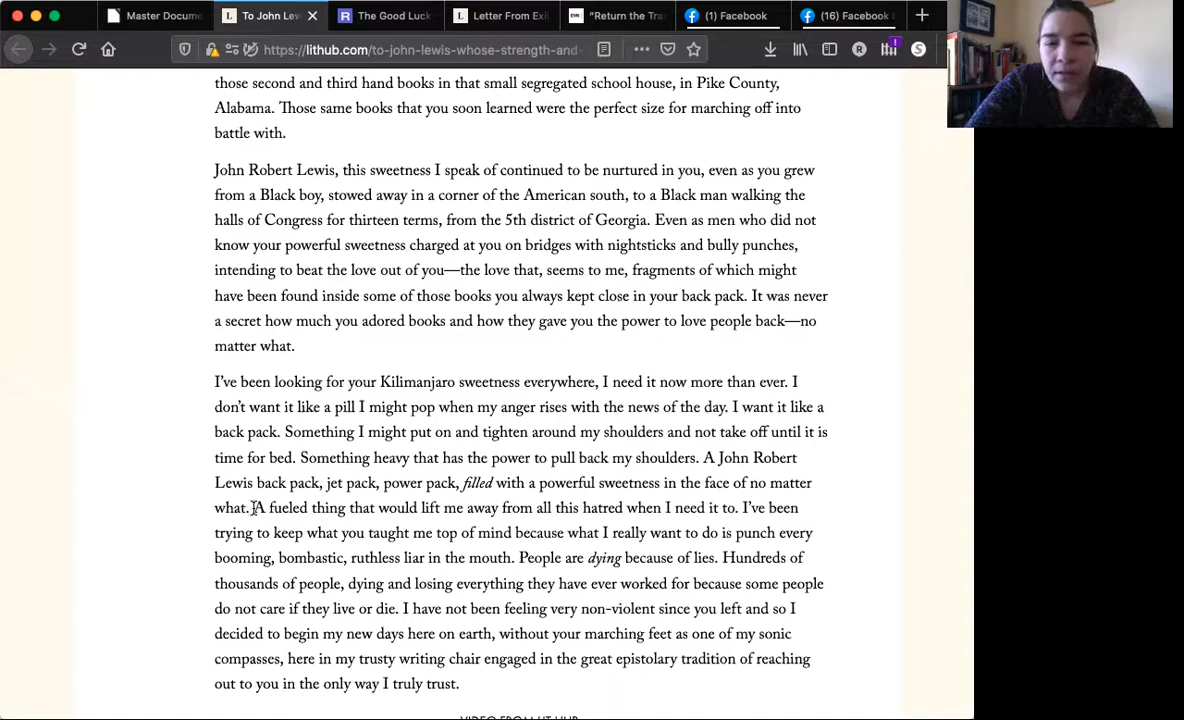 Master Docume
To John Lew
The Good Luck
Letter From Exi
"Return the Tra
(1) Facebook
(16) Facebook
https://lithub.com/to-john-lewis-whose-strength-and-
those second and third hand books in that small segregated school house, in Pike County,
Alabama. Those same books that you soon learned were the perfect size for marching off into
battle with.
John Robert Lewis, this sweetness I speak of continued to be nurtured in you, even as you grew
from a Black boy, stowed away in a corner of the American south, to a Black man walking the
halls of Congress for thirteen terms, from the 5th district of Georgia. Even as men who did not
know your powerful sweetness charged at you on bridges with nightsticks and bully punches,
intending to beat the love out of you—the love that, seems to me, fragments of which might
have been found inside some of those books you always kept close in your back pack. It was never
a secret how much you adored books and how they gave you the power to love people back—no
matter what.
I've been looking for your Kilimanjaro sweetness everywhere, I need it now more than ever. I
don't want it like a pill I might pop when my anger rises with the news of the day. I want it like a
back pack. Something I might put on and tighten around my shoulders and not take off until it is
time for bed. Something heavy that has the power to pull back my shoulders. A John Robert
Lewis back pack, jet pack, power pack, filled with a powerful sweetness in the face of no matter
what. A fueled thing that would lift me away from all this hatred when I need it to. I've been
trying to keep what you taught me top of mind because what I really want to do is punch every
booming, bombastic, ruthless liar in the mouth. People are dying because of lies. Hundreds of
thousands of people, dying and losing everything they have ever worked for because some people
do not care if they live or die. I have not been feeling very non-violent since you left and so I
decided to begin my new days here on earth, without your marching feet as one of my sonic
compasses, here in my trusty writing chair engaged in the great epistolary tradition of reaching
out to you in the only way I truly trust.
VIDEO FROM LIT HUB